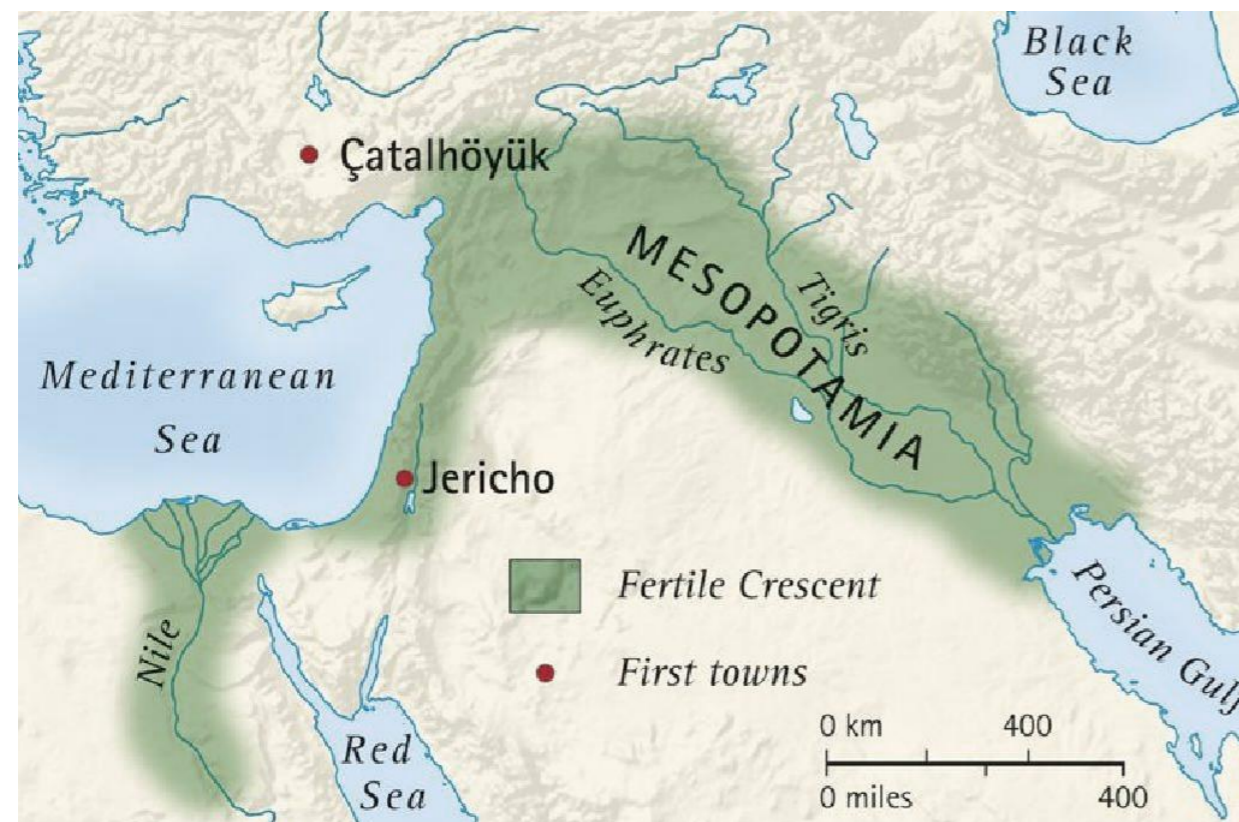 Black
Sea
Çatalhöyük
MESOPOTAMIA
Tigris
Euphrates
Mediterranean
Sea
Jericho
Fertile Crescent
Persian Gulf
Nile
First towns
0 km 400
Red
Sea
0 miles 400